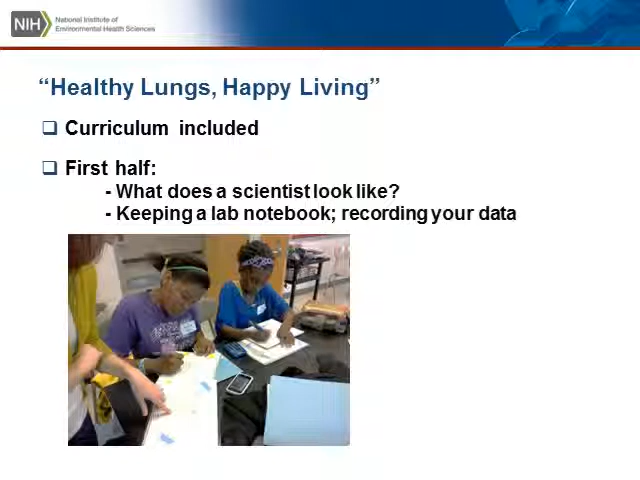 NIH National Institute of
Environmental Health Sciences
“Healthy Lungs, Happy Living”
Curriculum included
First half:
- What does a scientist look like?
- Keeping a lab notebook; recording your data